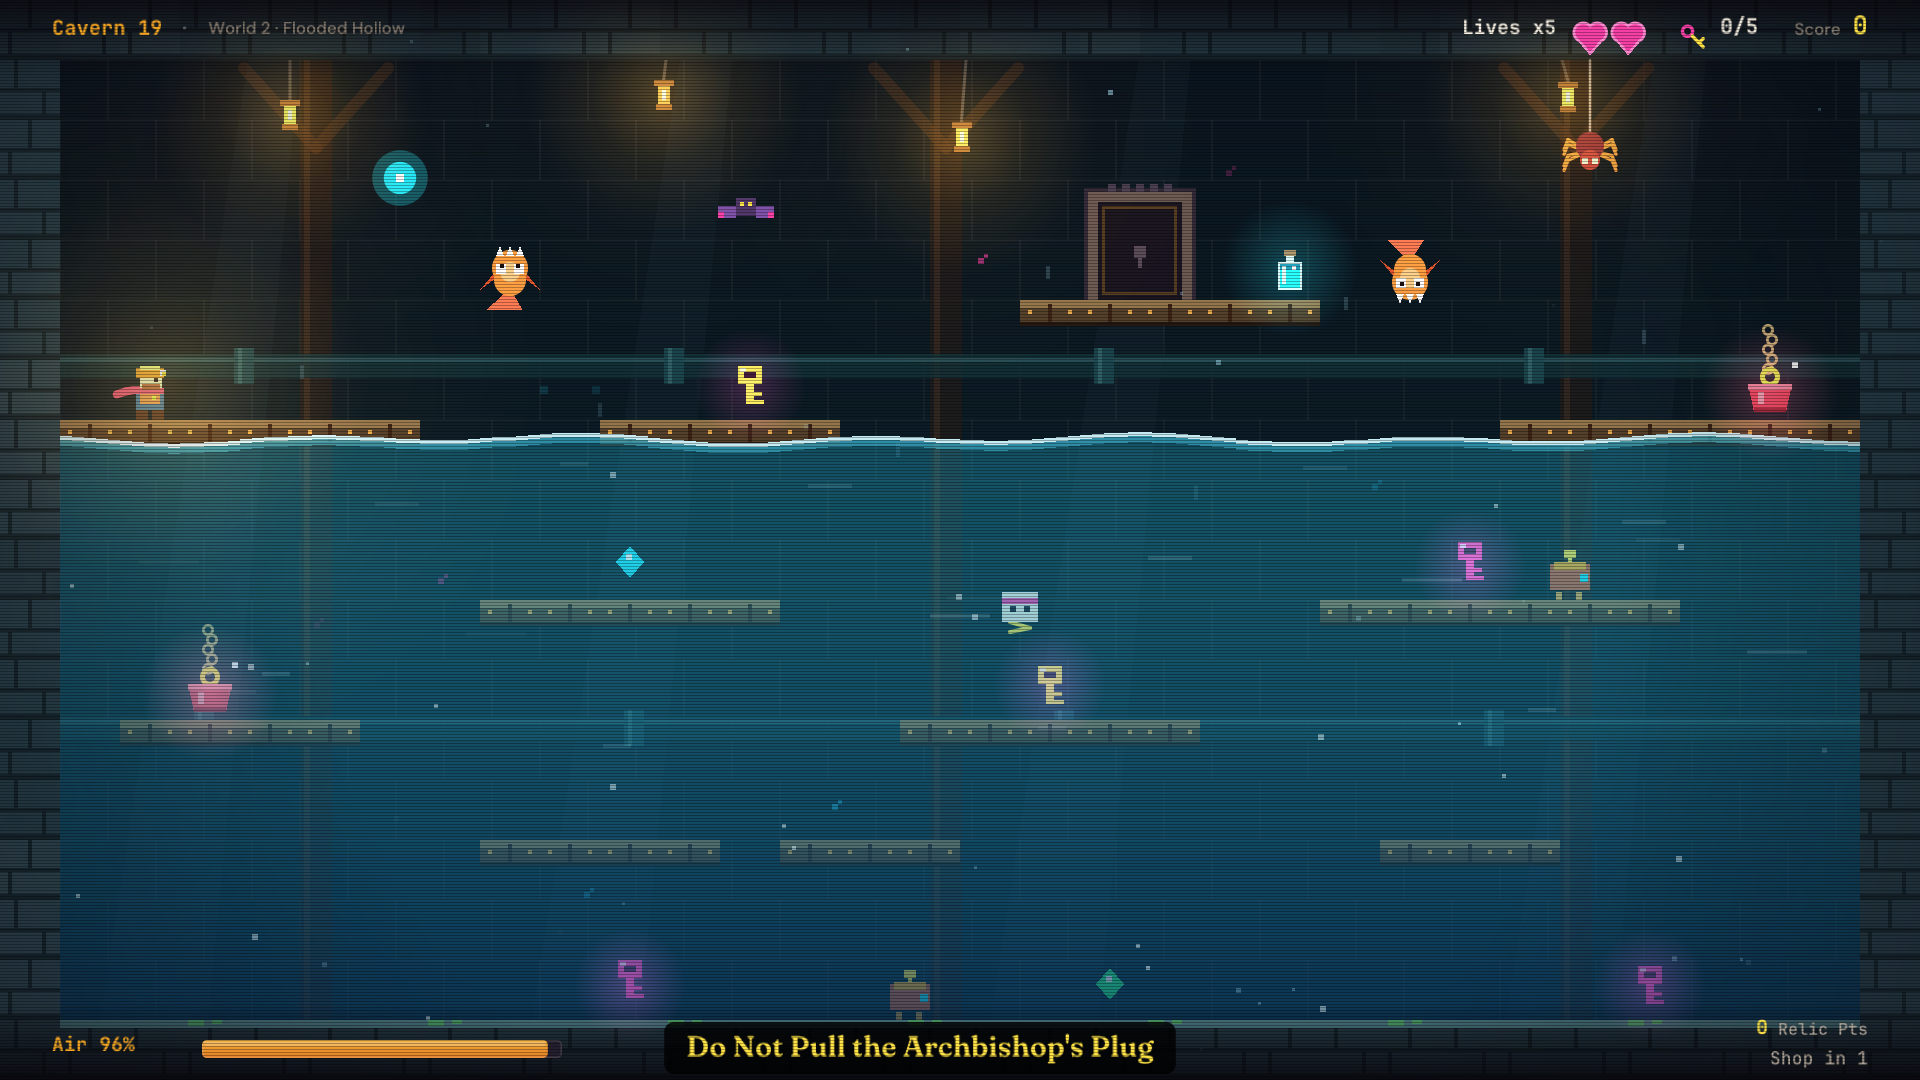 Cavern 19 · World 2 · Flooded Hollow
Lives x5
0/5
Score 0
Air 96%
Do Not Pull the Archbishop's Plug
0 Relic Pts
Shop in 1